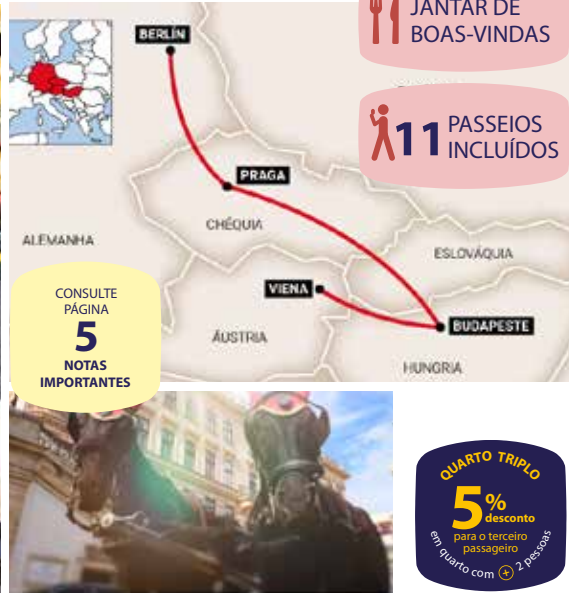 JANTAR DE
BOAS-VINDAS
11 PASSEIOS
INCLUÍDOS
BERLÍN
PRAGA
CHÉQUIA
ALEMANHA
ESLOVÁQUIA
VIENA
BUDAPESTE
ÁUSTRIA
HUNGRIA
CONSULTE
PÁGINA
5
NOTAS
IMPORTANTES
QUARTO TRIPLO
5%
desconto
para o terceiro
passageiro
em quarto com + 2 pessoas